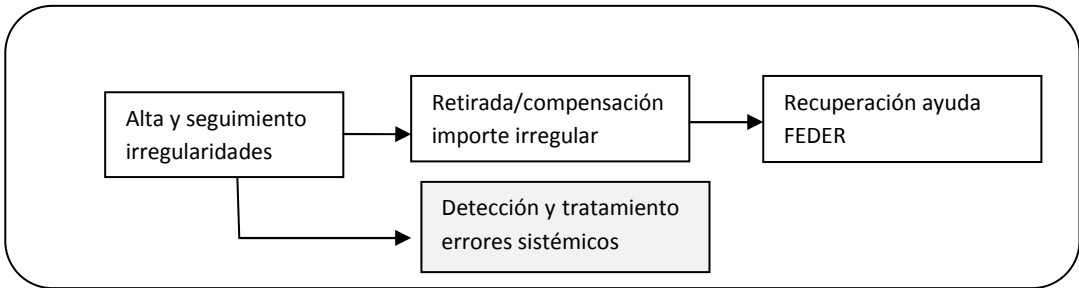 Alta y seguimiento
irregularidades
Retirada/compensación
importe irregular
Recuperación ayuda
FEDER
Detección y tratamiento
errores sistémicos